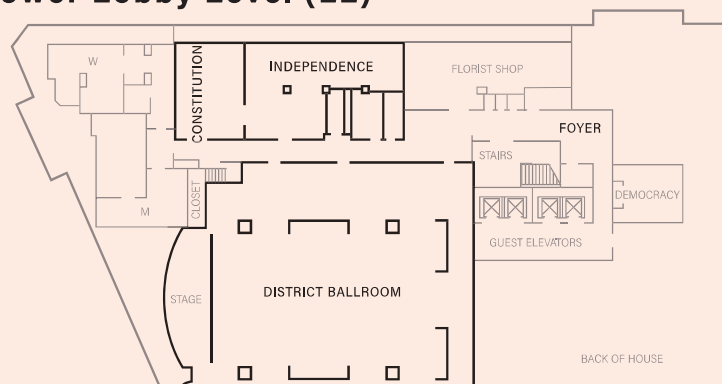 Lower Lobby Level (LL)
W
CONSTITUTION
INDEPENDENCE
FLORIST SHOP
FOYER
STAIRS
M
CLOSET
DEMOCRACY
GUEST ELEVATORS
STAGE
DISTRICT BALLROOM
BACK OF HOUSE